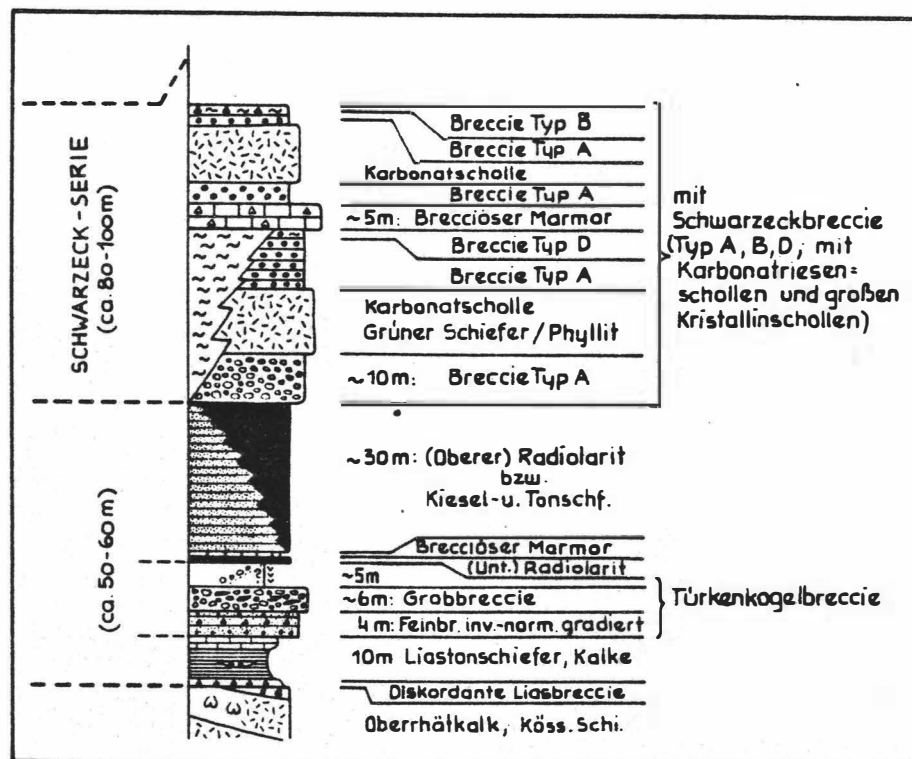 SCHWARZECK-SERIE
(ca. 80-100m)
(ca. 50-60m)
Breccie Typ B
Breccie Typ A
Karbonatscholle
Breccie Typ A
~5m: Brecciöser Marmor
Breccie Typ D
Breccie Typ A
Karbonatscholle
Grüner Schiefer/Phyllit
~10m: Breccie Typ A
~30m: (Oberer) Radiolarit
bzw.
Kiesel-u. Tonschf.
Brecciöser Marmor
(Unt.) Radiolarit
~5m
~6m: Grobbreccie
4m: Feinbr. inv.-norm. gradiert
10m Liastonschiefer, Kalke
Diskordante Liasbreccie
Oberrhätkalk, Köss. Schi.
mit
Schwarzeckbreccie
(Typ A, B, D, mit
Karbonatriesen=
schollen und großen
Kristallinschollen)
Türkenkogelbreccie